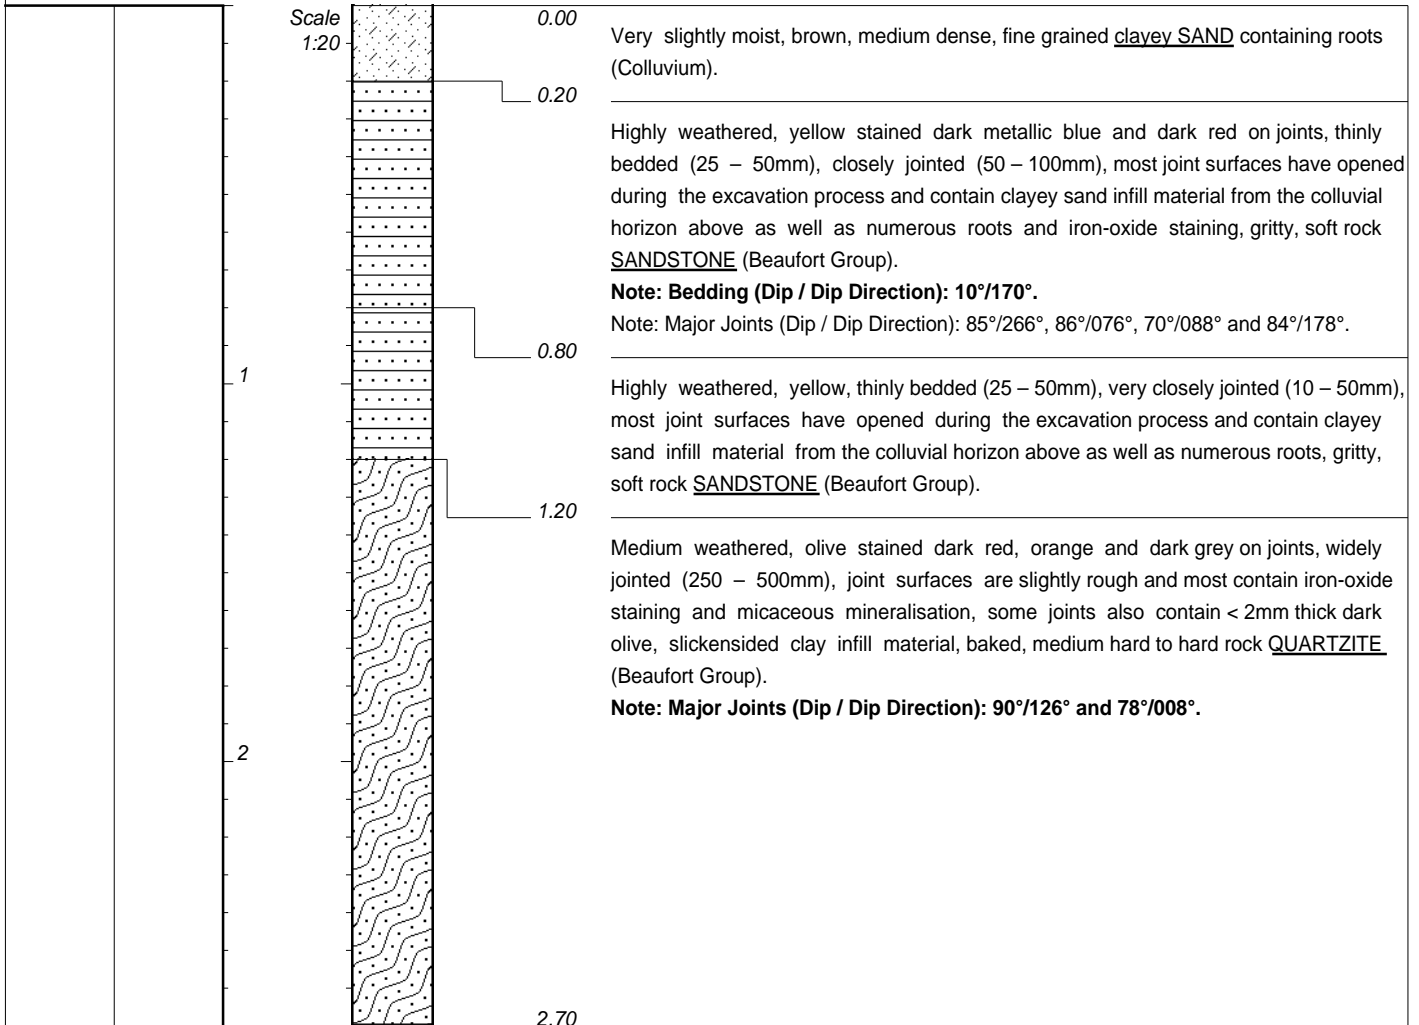 Scale
1:20
0.00
Very slightly moist, brown, medium dense, fine grained clayey SAND containing roots
(Colluvium).
0.20
Highly weathered, yellow stained dark metallic blue and dark red on joints, thinly
bedded (25 – 50mm), closely jointed (50 – 100mm), most joint surfaces have opened
during the excavation process and contain clayey sand infill material from the colluvial
horizon above as well as numerous roots and iron-oxide staining, gritty, soft rock
SANDSTONE (Beaufort Group).
Note: Bedding (Dip / Dip Direction): 10°/170°.
Note: Major Joints (Dip / Dip Direction): 85°/266°, 86°/076°, 70°/088° and 84°/178°.
0.80
1
Highly weathered, yellow, thinly bedded (25 – 50mm), very closely jointed (10 – 50mm),
most joint surfaces have opened during the excavation process and contain clayey
sand infill material from the colluvial horizon above as well as numerous roots, gritty,
soft rock SANDSTONE (Beaufort Group).
1.20
Medium weathered, olive stained dark red, orange and dark grey on joints, widely
jointed (250 – 500mm), joint surfaces are slightly rough and most contain iron-oxide
staining and micaceous mineralisation, some joints also contain < 2mm thick dark
olive, slickensided clay infill material, baked, medium hard to hard rock QUARTZITE
(Beaufort Group).
Note: Major Joints (Dip / Dip Direction): 90°/126° and 78°/008°.
2
2.70